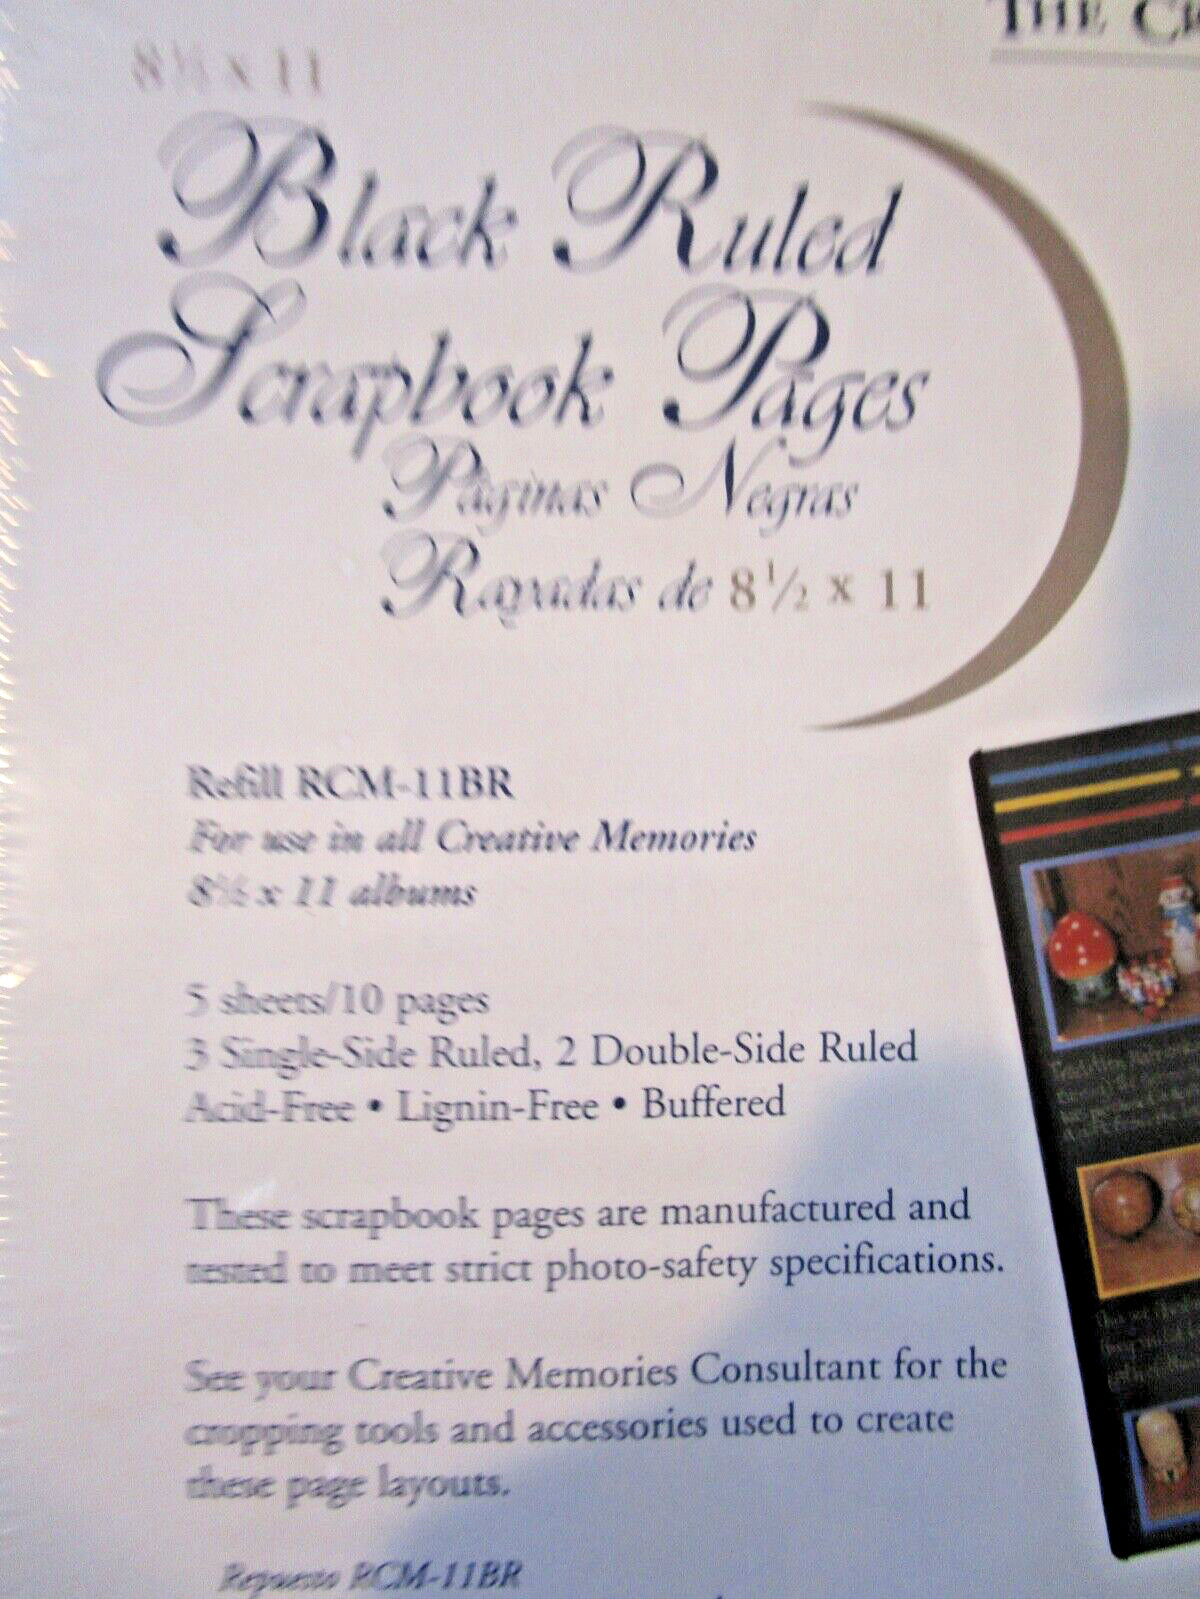 THE CR
8½ x 11
Black Ruled
Scrapbook Pages
Páginas Negras
Rayadas de 8½ x 11
Refill RCM-11BR
For use in all Creative Memories
8½ x 11 albums
5 sheets/10 pages
3 Single-Side Ruled, 2 Double-Side Ruled
Acid-Free • Lignin-Free • Buffered
These scrapbook pages are manufactured and
tested to meet strict photo-safety specifications.
See your Creative Memories Consultant for the
cropping tools and accessories used to create
these page layouts.
Repuesto RCM-11BR